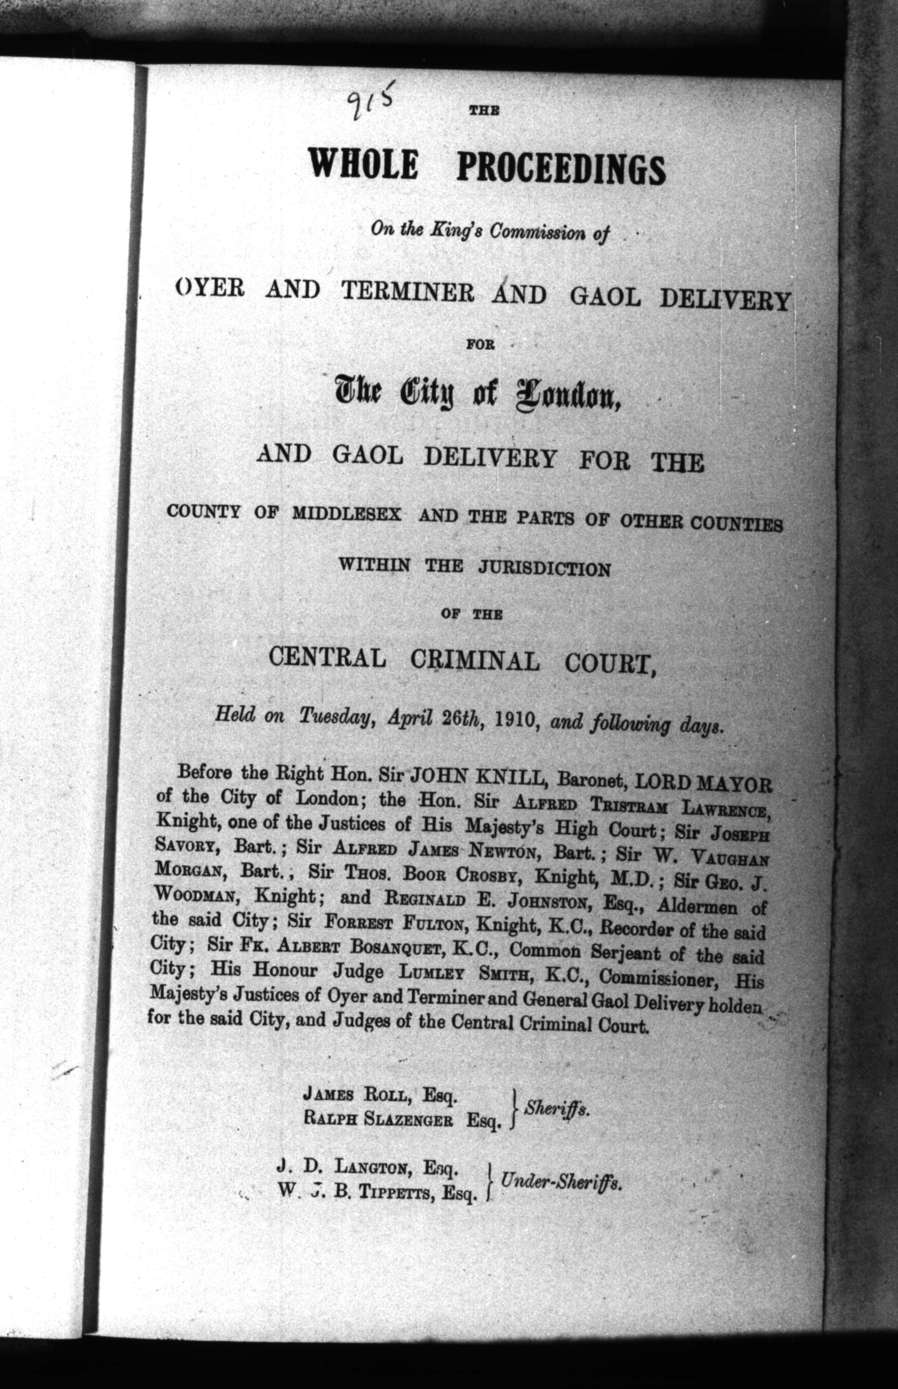 915
THE
WHOLE PROCEEDINGS
On the King's Commission of
OYER AND TERMINER AND GAOL DELIVERY
FOR
The City of London,
AND GAOL DELIVERY FOR THE
COUNTY OF MIDDLESEX AND THE PARTS OF OTHER COUNTIES
WITHIN THE JURISDICTION
OF THE
CENTRAL CRIMINAL COURT,
Held on Tuesday, April 26th, 1910, and following days.
Before the Right Hon. Sir JOHN KNILL, Baronet, LORD MAYOR
of the City of London; the Hon. Sir ALFRED TRISTRAM LAWRENCE,
Knight, one of the Justices of His Majesty's High Court; Sir JOSEPH
SAVORY, Bart.; Sir ALFRED JAMES NEWTON, Bart.; Sir W. VAUGHAN
MORGAN, Bart.; Sir THOS. BOOR CROSBY, Knight, M.D.; Sir GEO. J.
WOODMAN, Knight; and REGINALD E. JOHNSTON, Esq., Aldermen of
the said City; Sir FORREST FULTON, Knight, K.C., Recorder of the said
City; Sir FK. ALBERT BOSANQUET, K.C., Common Serjeant of the said
City; His Honour Judge LUMLEY SMITH, K.C., Commissioner, His
Majesty's Justices of Oyer and Terminer and General Gaol Delivery holden
for the said City, and Judges of the Central Criminal Court.
JAMES ROLL, Esq.
RALPH SLAZENGER Esq. } Sheriffs.
J. D. LANGTON, Esq.
W. J. B. TIPPETTS, Esq. } Under-Sheriffs.